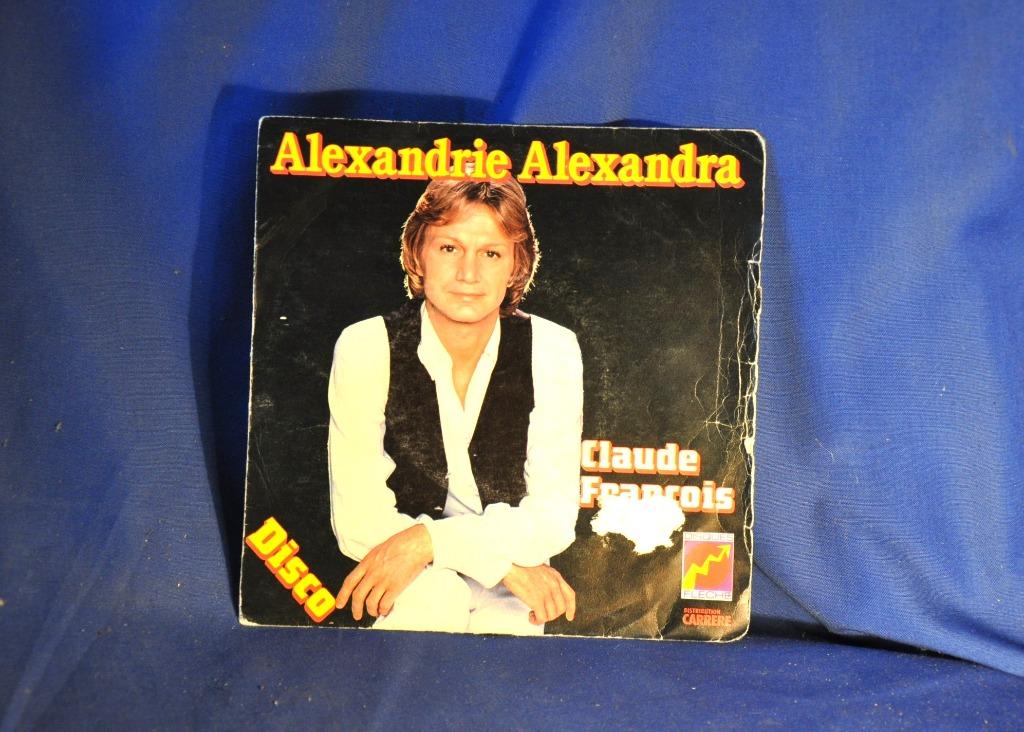 Alexandrie Alexandra
Claude
François
Disco
DISQUES
FLECHE
DISTRIBUTION
CARRERE